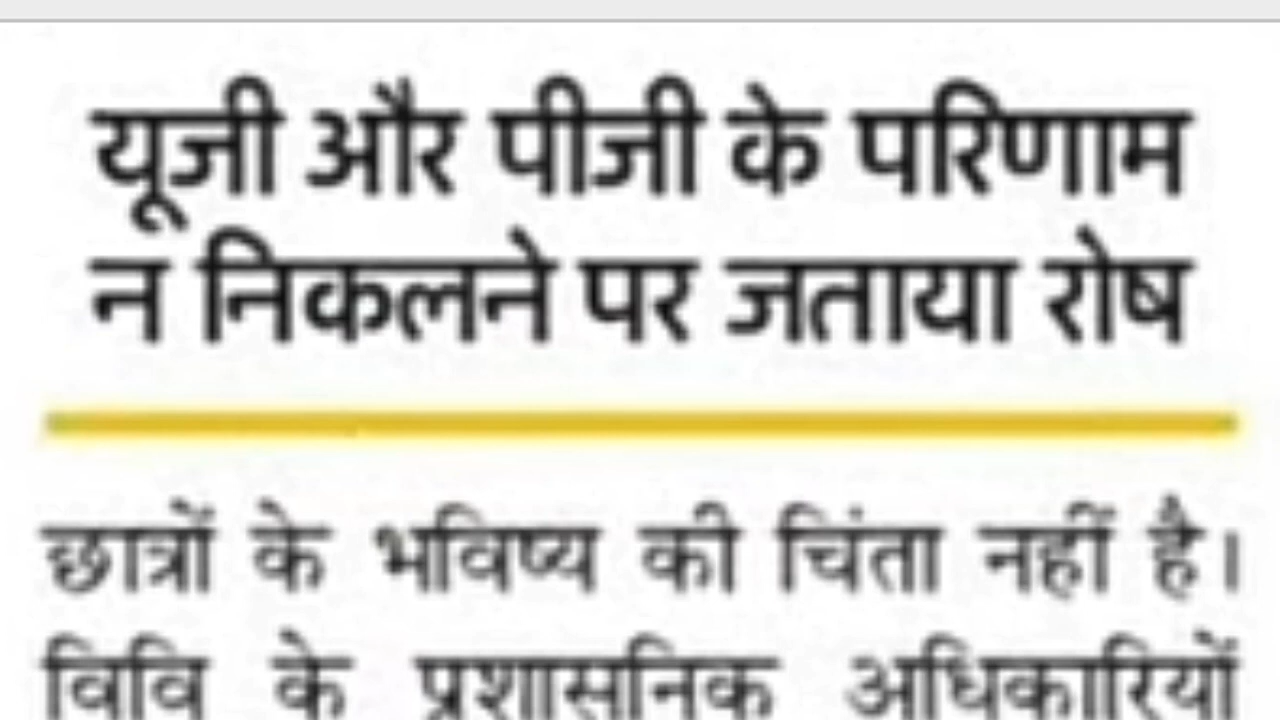 यूजी और पीजी के परिणाम
न निकलने पर जताया रोष
छात्रों के भविष्य की चिंता नहीं है।
विवि के प्रशासनिक अधिकारियों